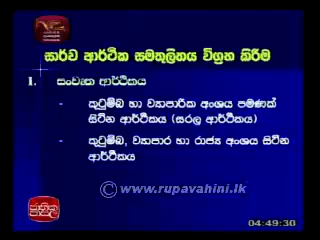 සාර්ව ආර්ථික සමතුලිතය විග්‍රහ කිරීම
1. සංවෘත ආර්ථිකය
- කුටුම්බ හා ව්‍යාපාරික අංශය පමණක්
සිටින ආර්ථිකය (සරල ආර්ථිකය)
- කුටුම්බ, ව්‍යාපාර හා රාජ්‍ය අංශය සිටින
ආර්ථිකය
© www.rupavahini.lk
04:49:30